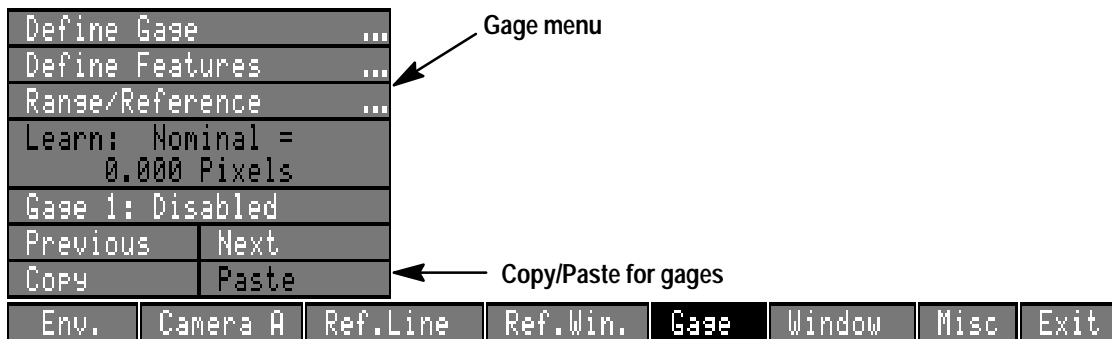 Define Gage ...
Gage menu
Define Features ...
Range/Reference ...
Learn: Nominal =
0.000 Pixels
Gage 1: Disabled
Previous Next
Copy Paste
Copy/Paste for gages
Env. Camera A Ref.Line Ref.Win. Gage Window Misc Exit